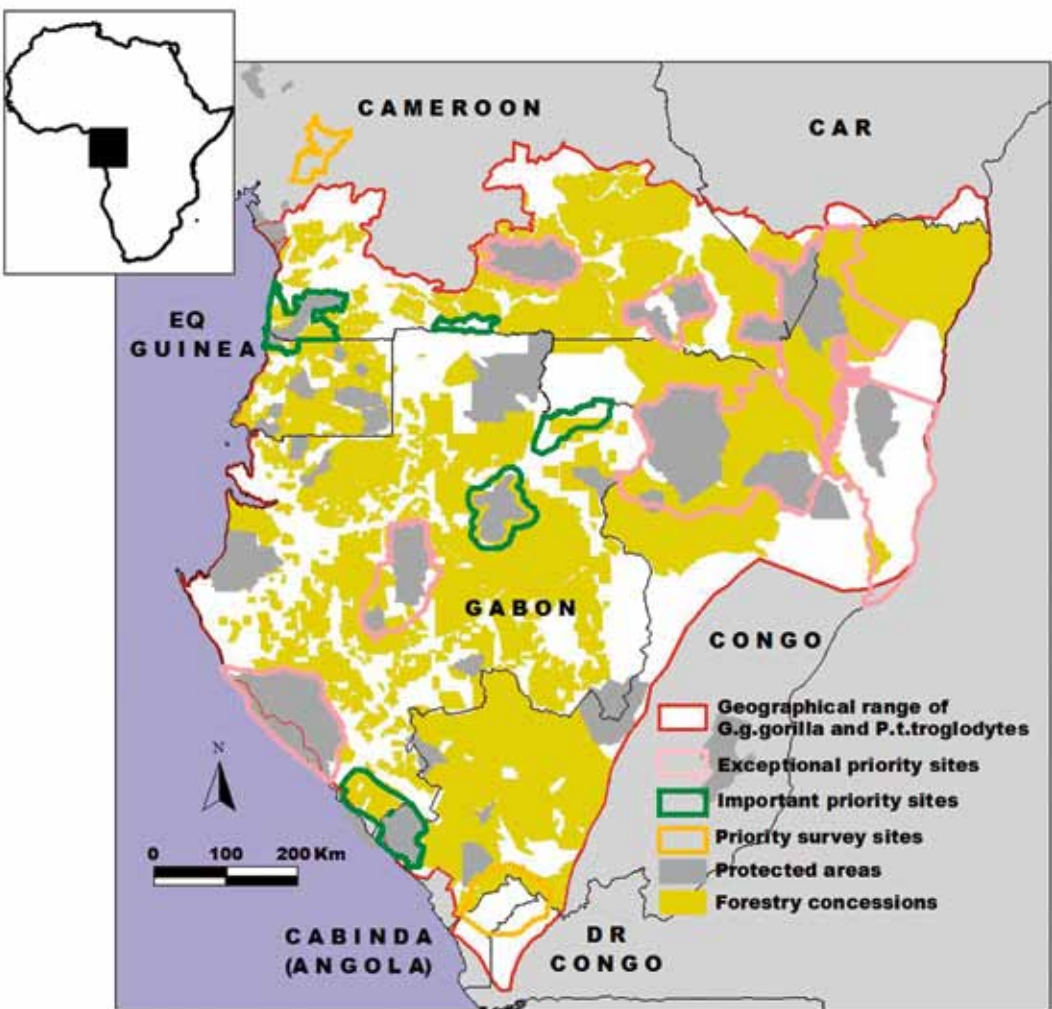 CAMEROON
CAR
EQ
GUINEA
GABON
CONGO
Geographical range of
G.g.gorilla and P.t.troglodytes
Exceptional priority sites
Important priority sites
Priority survey sites
Protected areas
Forestry concessions
N
0 100 200 Km
CABINDA
(ANGOLA)
DR
CONGO